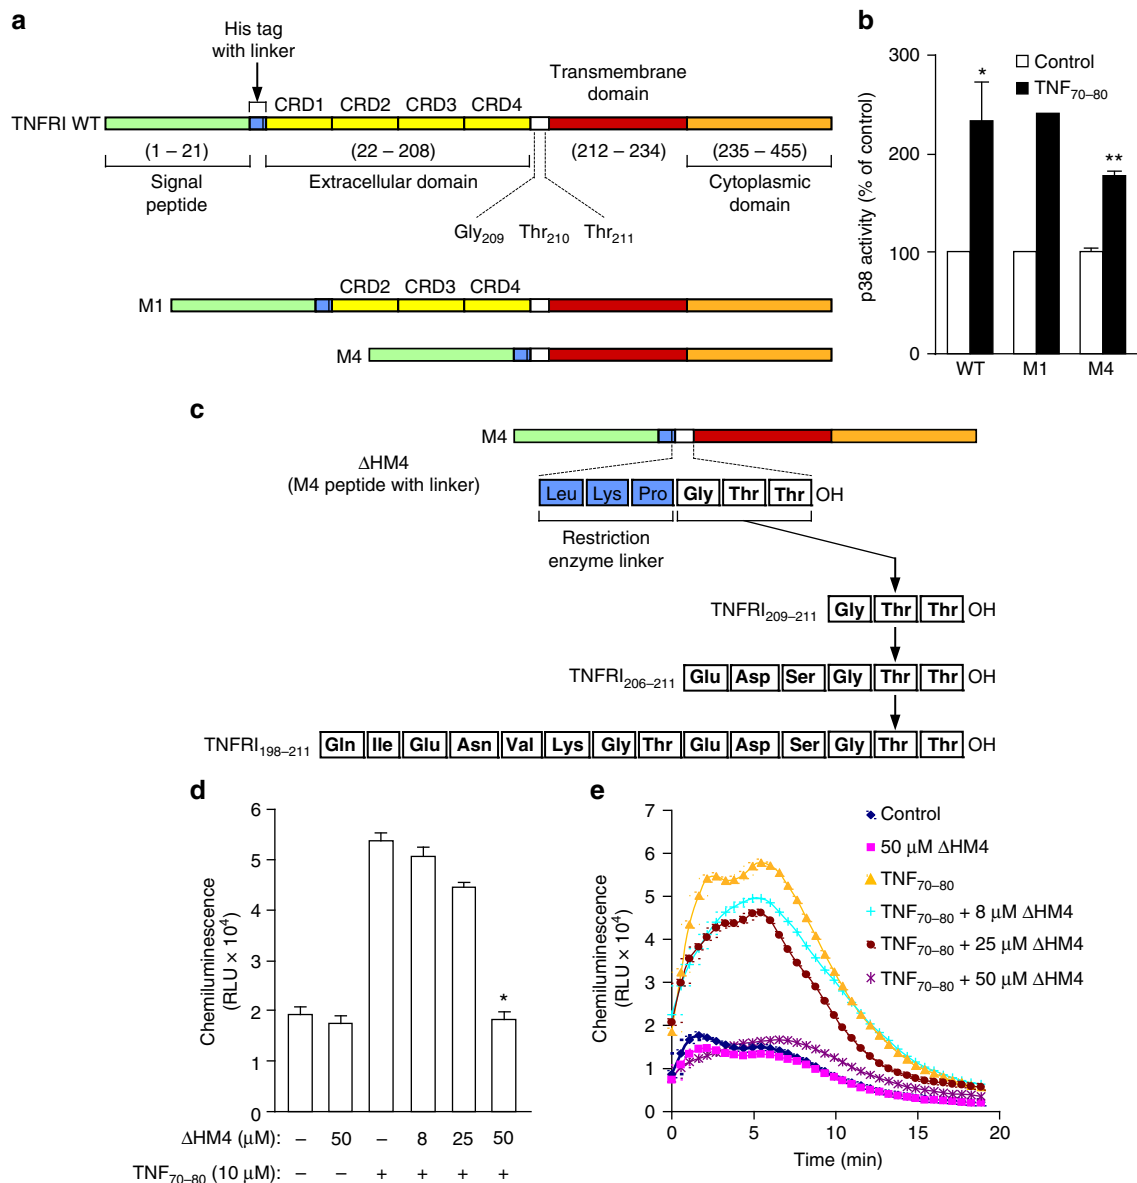 a
His tag
with linker
Transmembrane
domain
CRD1 CRD2 CRD3 CRD4
TNFRI WT
(1 – 21) (22 – 208) (212 – 234) (235 – 455)
Signal
peptide
Extracellular domain
Cytoplasmic
domain
Gly209 Thr210 Thr211
CRD2 CRD3 CRD4
M1
M4
b
300
200
100
0
p38 activity (% of control)
Control
TNF70–80
*
**
WT M1 M4
c
M4
ΔHM4
(M4 peptide with linker)
Leu Lys Pro Gly Thr Thr OH
Restriction
enzyme linker
TNFRI209–211 Gly Thr Thr OH
TNFRI206–211 Glu Asp Ser Gly Thr Thr OH
TNFRI198–211 Gln Ile Glu Asn Val Lys Gly Thr Glu Asp Ser Gly Thr Thr OH
d
6
5
4
3
2
1
0
Chemiluminescence
(RLU × 10⁴)
*
ΔHM4 (μM): – 50 – 8 25 50
TNF70–80 (10 μM): – – + + + +
e
7
6
5
4
3
2
1
0
Chemiluminescence
(RLU × 10⁴)
Control
50 μM ΔHM4
TNF70–80
TNF70–80 + 8 μM ΔHM4
TNF70–80 + 25 μM ΔHM4
TNF70–80 + 50 μM ΔHM4
0 5 10 15 20
Time (min)